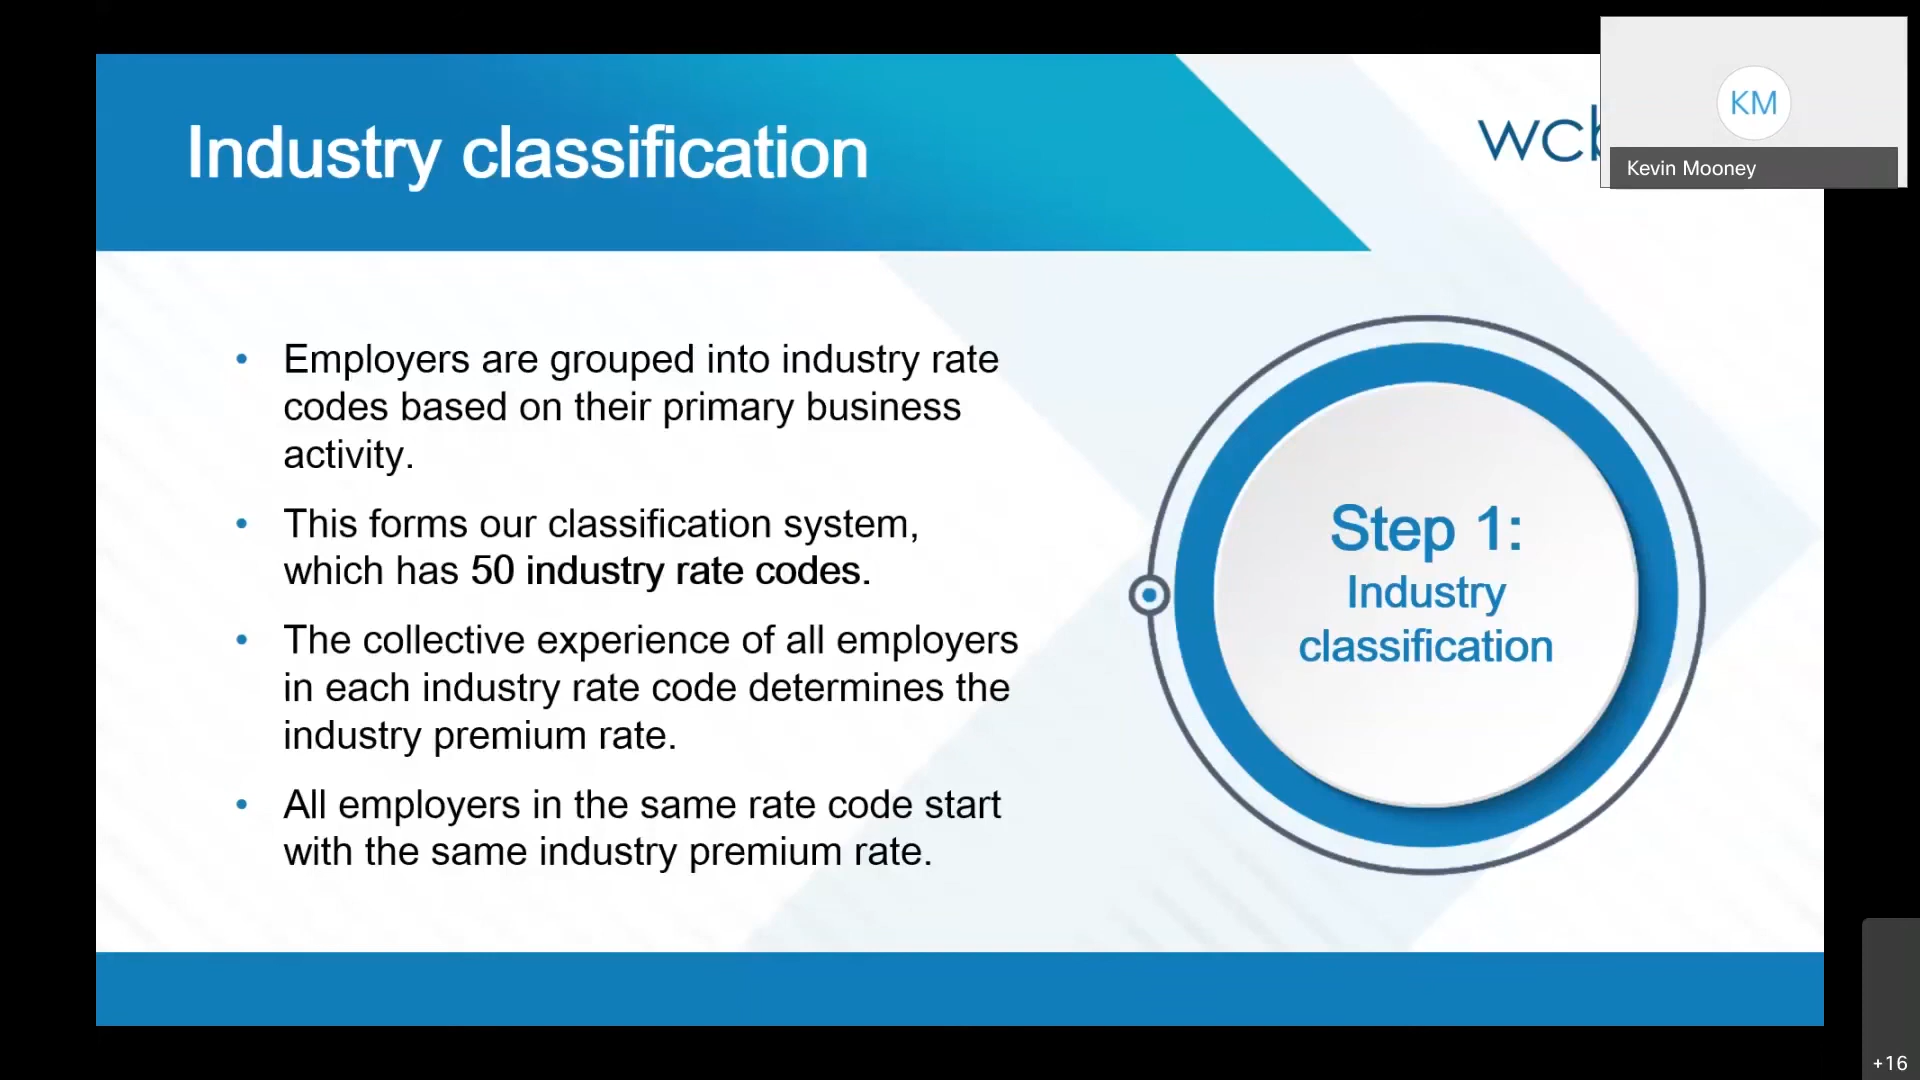 Industry classification
wcb
KM
Kevin Mooney
• Employers are grouped into industry rate
codes based on their primary business
activity.
• This forms our classification system,
which has 50 industry rate codes.
• The collective experience of all employers
in each industry rate code determines the
industry premium rate.
• All employers in the same rate code start
with the same industry premium rate.
Step 1:
Industry
classification
+16